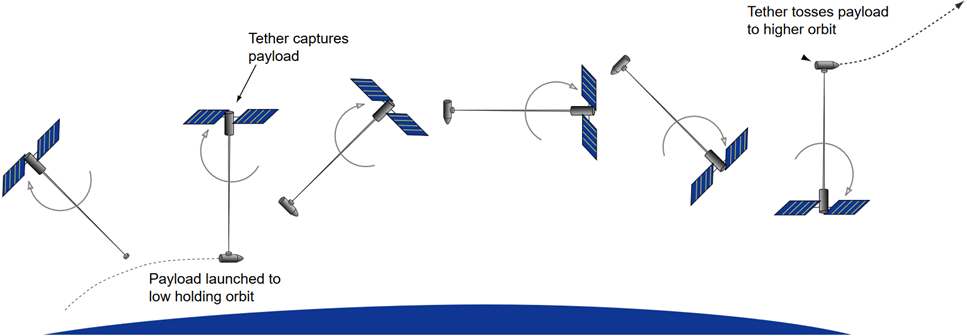 Tether captures
payload
Payload launched to
low holding orbit
Tether tosses payload
to higher orbit